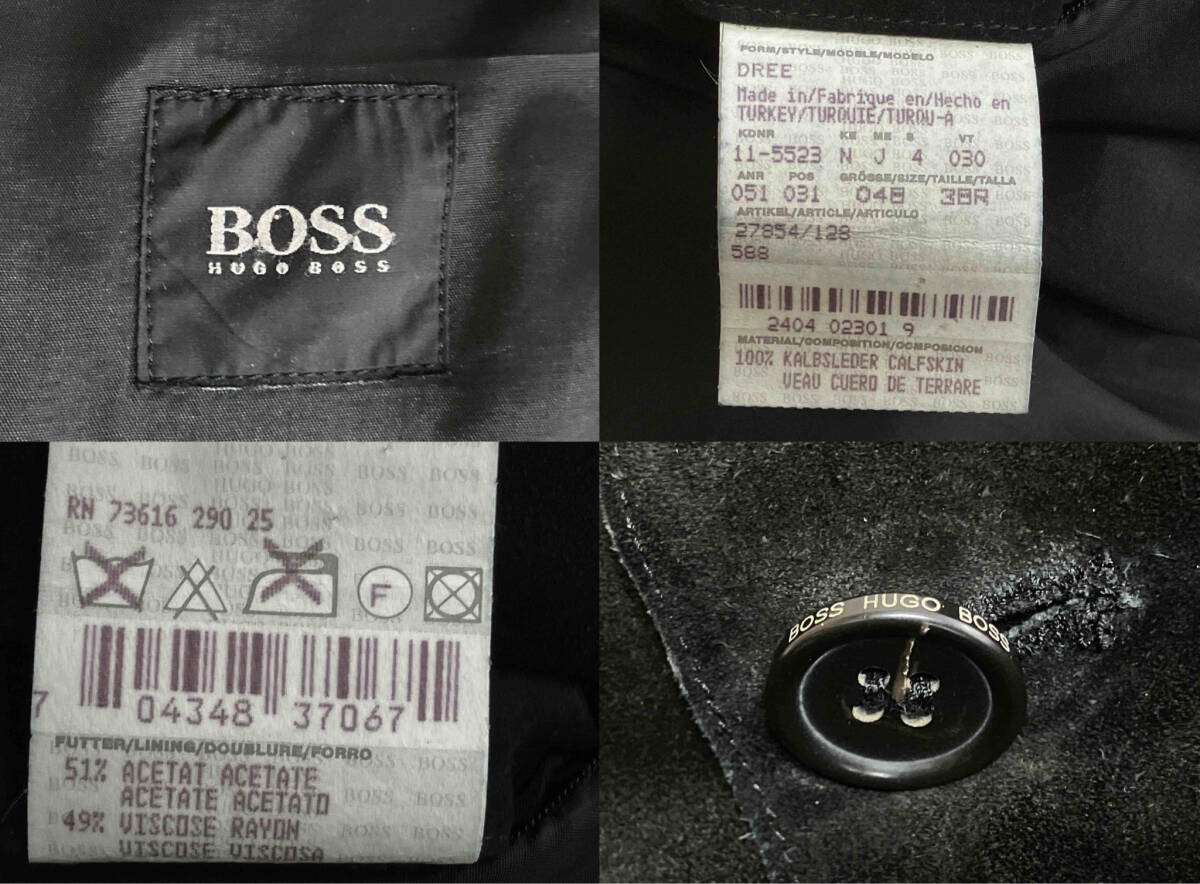 BOSS
HUGO BOSS
FORM/STYLE/MODELE/MODELO
DREE
Made in/Fabrique en/Hecho en
TURKEY/TURQUIE/TURQU-A
KDNR KE ME S VT
11-5523 N J 4 030
ANR POS GRÖSSE/SIZE/TAILLE/TALLA
051 031 048 38R
ARTIKEL/ARTICLE/ARTICULO
27854/128
588
2404 02301 9
MATERIAL/COMPOSITION/COMPOSICION
100% KALBSLEDER CALFSKIN
VEAU CUERO DE TERRARE
RN 73616 290 25
F
7 04348 37067
FUTTER/LINING/DOUBLURE/FORRO
51% ACETAT ACETATE
ACETATE ACETATO
49% VISCOSE RAYON
VISCOSE VISCOSA
BOSS HUGO BOSS